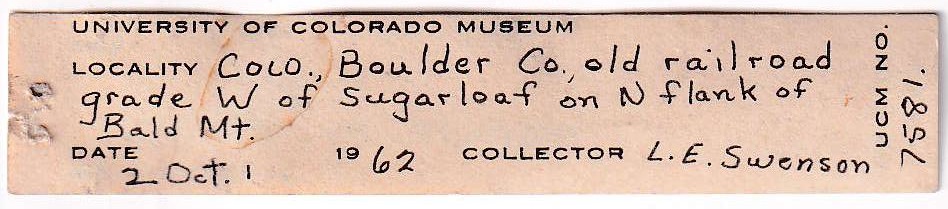 UNIVERSITY OF COLORADO MUSEUM
LOCALITY COLO., Boulder Co., old railroad
grade W of Sugarloaf on N flank of
Bald Mt.
DATE 2 Oct. 1962 COLLECTOR L.E. Swenson
UCM NO. 7581.